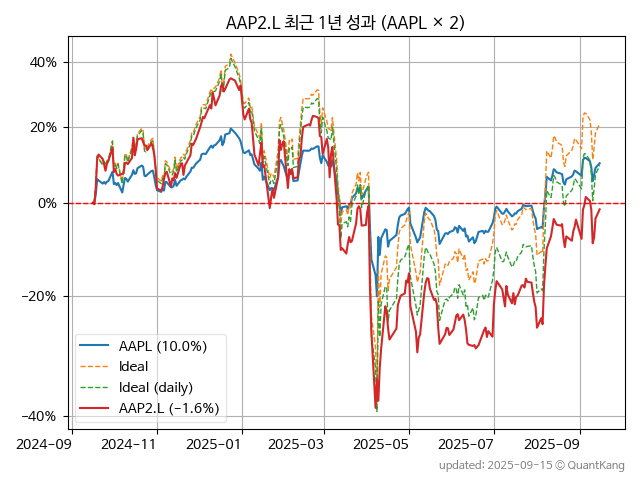 AAP2.L 최근 1년 성과 (AAPL × 2)
40%
20%
0%
−20%
−40%
AAPL (10.0%)
Ideal
Ideal (daily)
AAP2.L (−1.6%)
2024-09
2024-11
2025-01
2025-03
2025-05
2025-07
2025-09
updated: 2025-09-15 © QuantKang